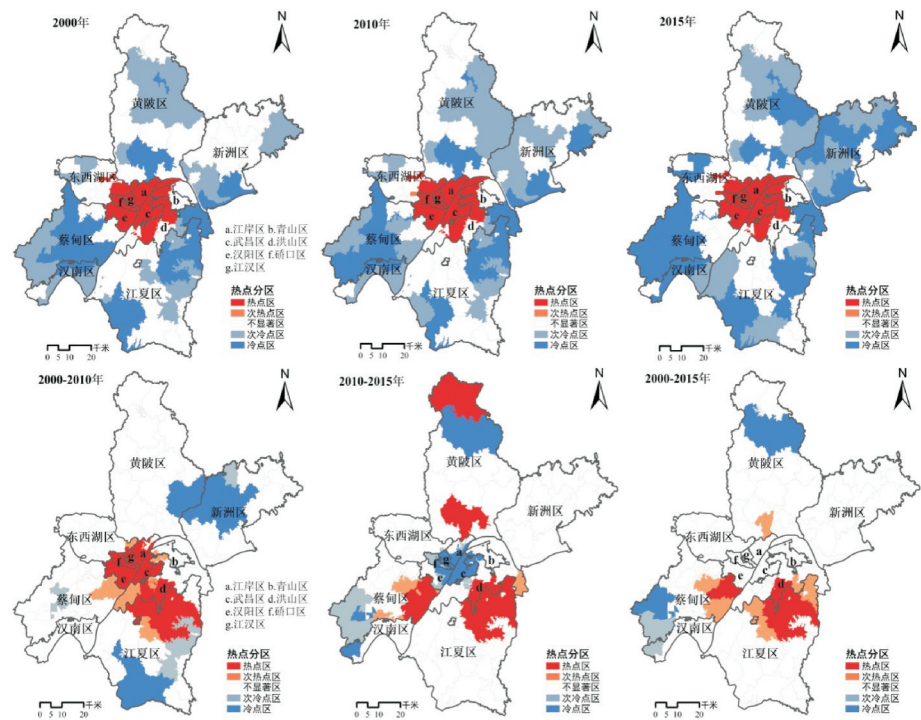 2000年
N
黄陂区
新洲区
东西湖区
a
f g
b
e c
d
蔡甸区
汉南区
江夏区
a.江岸区 b.青山区
c.武昌区 d.洪山区
e.汉阳区 f.硚口区
g.江汉区
热点分区
热点区
次热点区
不显著区
次冷点区
冷点区
0 5 10 20 千米
2010年
N
黄陂区
新洲区
东西湖区
a
f g
b
e c
d
蔡甸区
汉南区
江夏区
热点分区
热点区
次热点区
不显著区
次冷点区
冷点区
0 5 10 20 千米
2015年
N
黄陂区
新洲区
东西湖区
a
f g
b
e c
d
蔡甸区
汉南区
江夏区
热点分区
热点区
次热点区
不显著区
次冷点区
冷点区
0 5 10 20 千米
2000-2010年
N
黄陂区
新洲区
东西湖区
a
f g
b
e c
d
蔡甸区
汉南区
江夏区
a.江岸区 b.青山区
c.武昌区 d.洪山区
e.汉阳区 f.硚口区
g.江汉区
热点分区
热点区
次热点区
不显著区
次冷点区
冷点区
0 5 10 20 千米
2010-2015年
N
黄陂区
新洲区
东西湖区
a
f g
b
e c
d
蔡甸区
汉南区
江夏区
热点分区
热点区
次热点区
不显著区
次冷点区
冷点区
0 5 10 20 千米
2000-2015年
N
黄陂区
新洲区
东西湖区
a
f g
b
e c
d
蔡甸区
汉南区
江夏区
热点分区
热点区
次热点区
不显著区
次冷点区
冷点区
0 5 10 20 千米